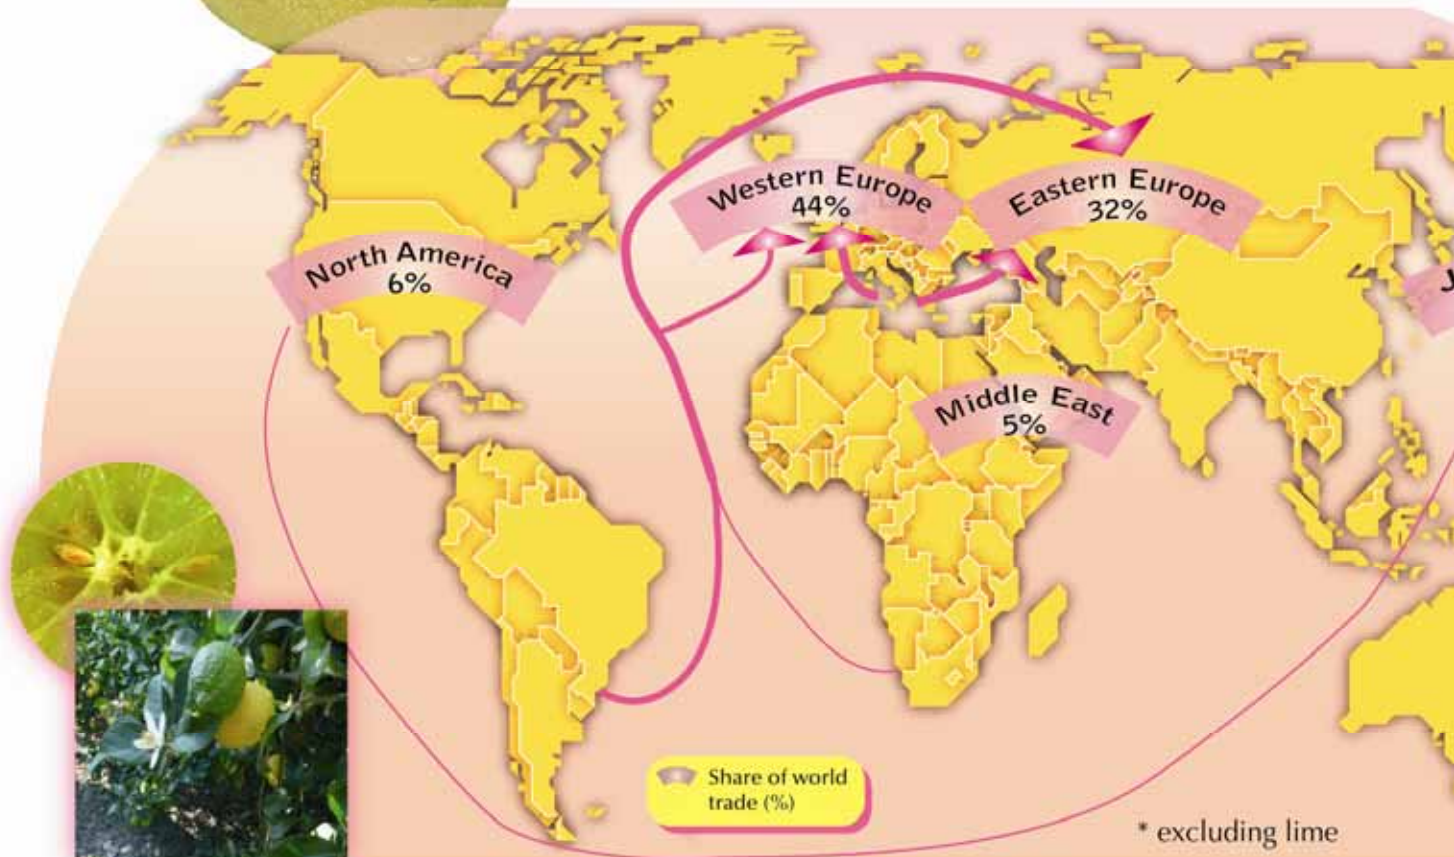 Western Europe
44%
Eastern Europe
32%
North America
6%
Middle East
5%
Share of world
trade (%)
* excluding lime